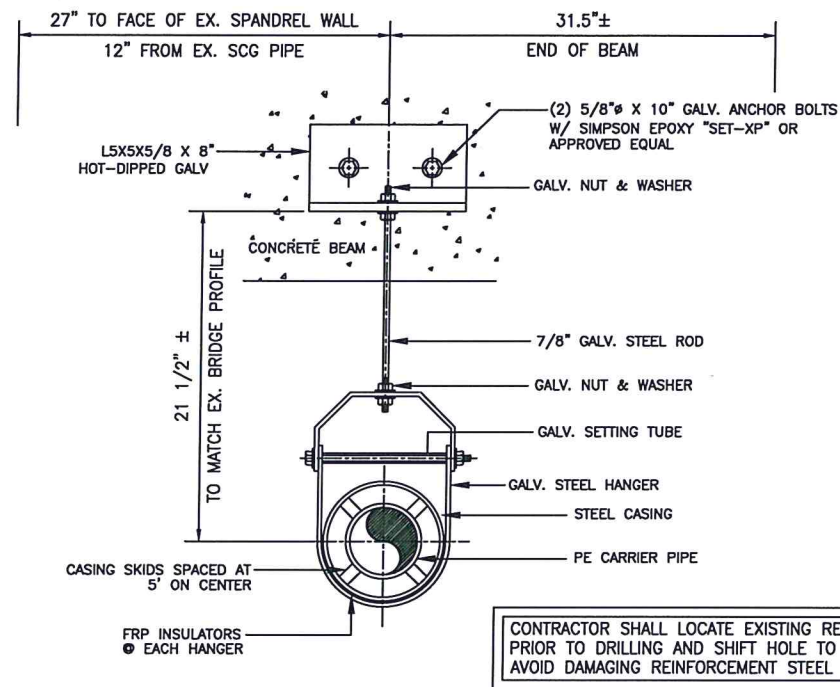 27" TO FACE OF EX. SPANDREL WALL
12" FROM EX. SCG PIPE
31.5"±
END OF BEAM
L5X5X5/8 X 8"
HOT-DIPPED GALV
(2) 5/8"ø X 10" GALV. ANCHOR BOLTS
W/ SIMPSON EPOXY "SET-XP" OR
APPROVED EQUAL
GALV. NUT & WASHER
CONCRETE BEAM
21 1/2" ±
TO MATCH EX. BRIDGE PROFILE
7/8" GALV. STEEL ROD
GALV. NUT & WASHER
GALV. SETTING TUBE
GALV. STEEL HANGER
STEEL CASING
PE CARRIER PIPE
CASING SKIDS SPACED AT
5' ON CENTER
FRP INSULATORS
@ EACH HANGER
CONTRACTOR SHALL LOCATE EXISTING RE
PRIOR TO DRILLING AND SHIFT HOLE TO
AVOID DAMAGING REINFORCEMENT STEEL